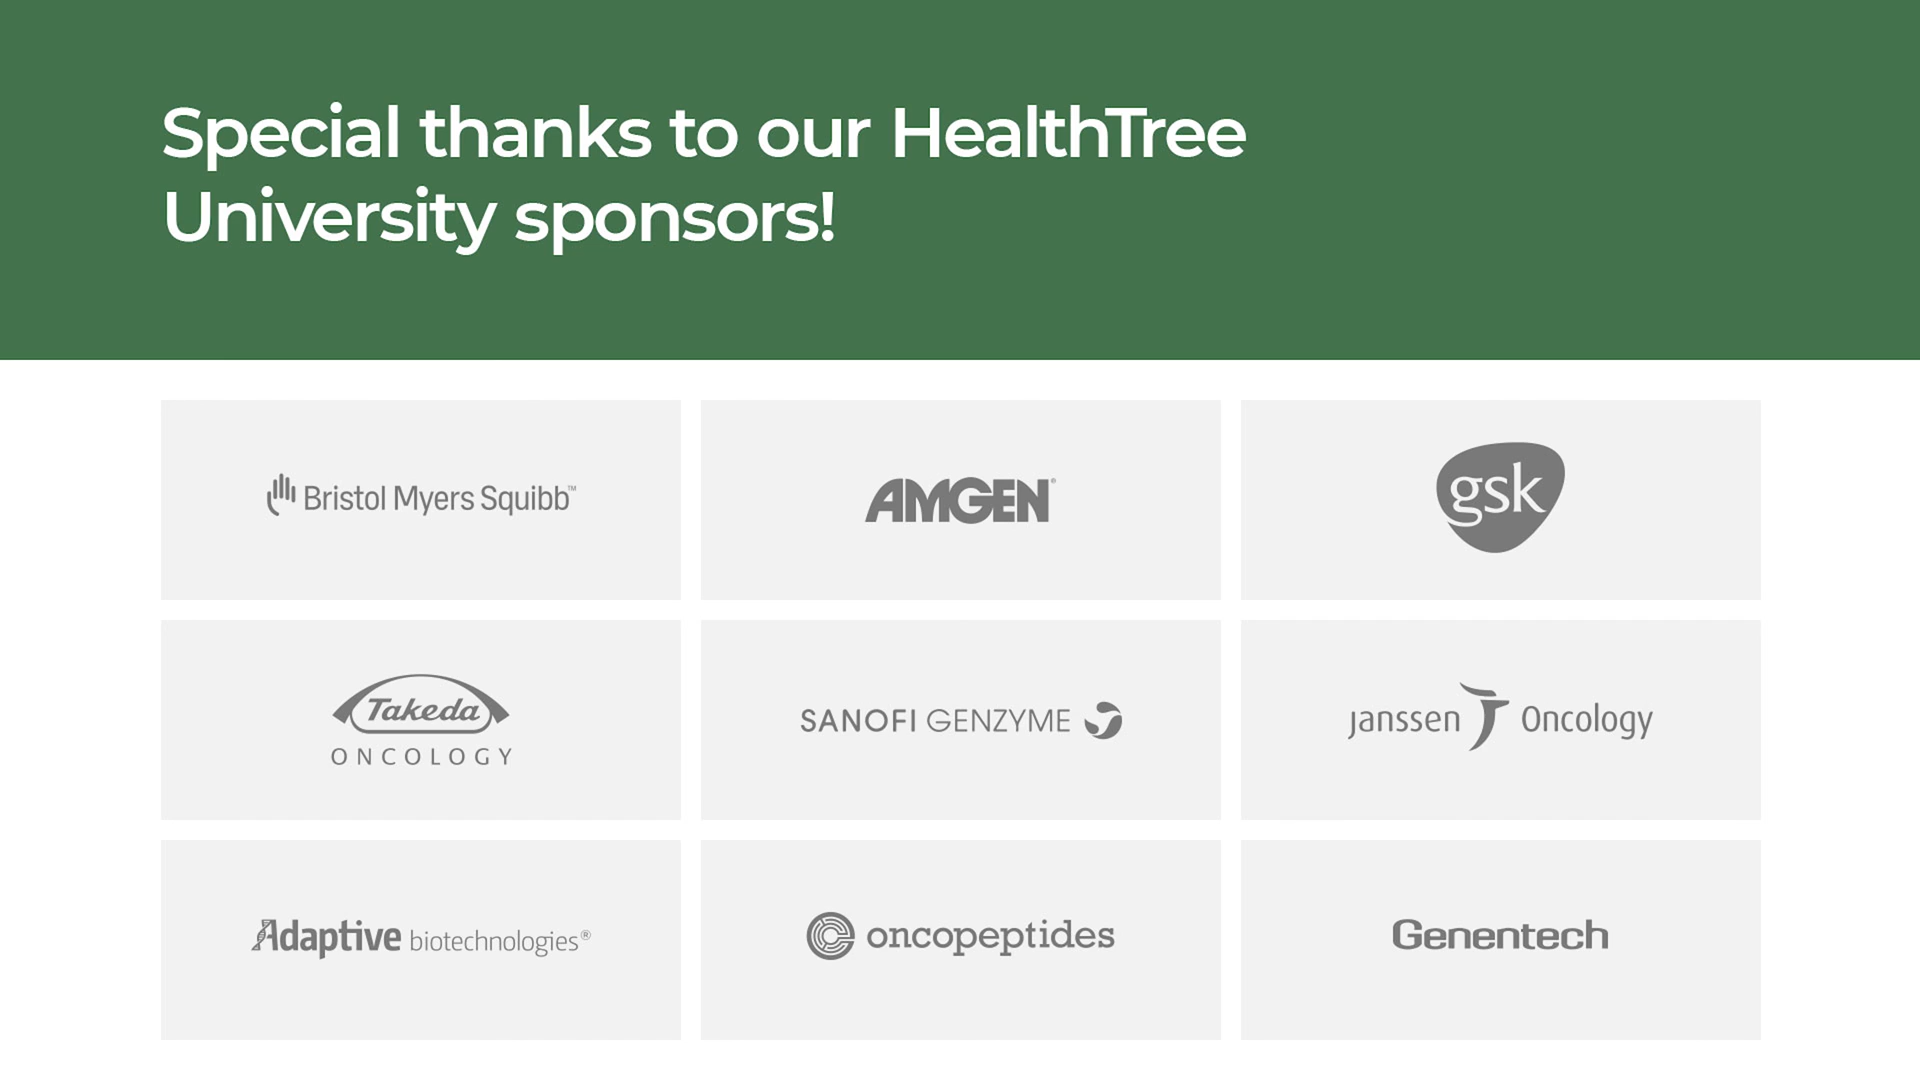 Special thanks to our HealthTree
University sponsors!
Bristol Myers Squibb™
AMGEN®
gsk
Takeda
ONCOLOGY
SANOFI GENZYME
janssen Oncology
Adaptive biotechnologies®
oncopeptides
Genentech